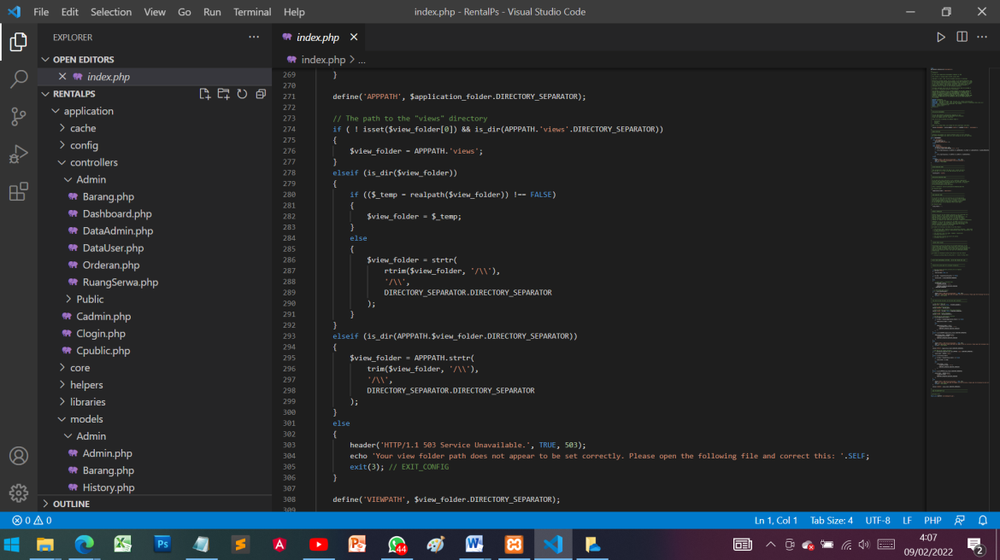 File Edit Selection View Go Run Terminal Help
index.php - RentalPs - Visual Studio Code
EXPLORER
OPEN EDITORS
index.php
RENTALPS
application
cache
config
controllers
Admin
Barang.php
Dashboard.php
DataAdmin.php
DataUser.php
Orderan.php
RuangSerwa.php
Public
Cadmin.php
Clogin.php
Cpublic.php
core
helpers
libraries
models
Admin
Admin.php
Barang.php
History.php
OUTLINE
index.php
index.php > ...
269 }
270
271 define('APPPATH', $application_folder.DIRECTORY_SEPARATOR);
272
273 // The path to the "views" directory
274 if ( ! isset($view_folder[0]) && is_dir(APPPATH.'views'.DIRECTORY_SEPARATOR))
275 {
276 $view_folder = APPPATH.'views';
277 }
278 elseif (is_dir($view_folder))
279 {
280 if (($_temp = realpath($view_folder)) !== FALSE)
281 {
282 $view_folder = $_temp;
283 }
284 else
285 {
286 $view_folder = strtr(
287 rtrim($view_folder, '/\\'),
288 '/\\',
289 DIRECTORY_SEPARATOR.DIRECTORY_SEPARATOR
290 );
291 }
292 }
293 elseif (is_dir(APPPATH.$view_folder.DIRECTORY_SEPARATOR))
294 {
295 $view_folder = APPPATH.strtr(
296 trim($view_folder, '/\\'),
297 '/\\',
298 DIRECTORY_SEPARATOR.DIRECTORY_SEPARATOR
299 );
300 }
301 else
302 {
303 header('HTTP/1.1 503 Service Unavailable.', TRUE, 503);
304 echo 'Your view folder path does not appear to be set correctly. Please open the following file and correct this: '.SELF;
305 exit(3); // EXIT_CONFIG
306 }
307
308 define('VIEWPATH', $view_folder.DIRECTORY_SEPARATOR);
309
0 0
Ln 1, Col 1 Tab Size: 4 UTF-8 LF PHP
Ps
44
4:07
09/02/2022
2